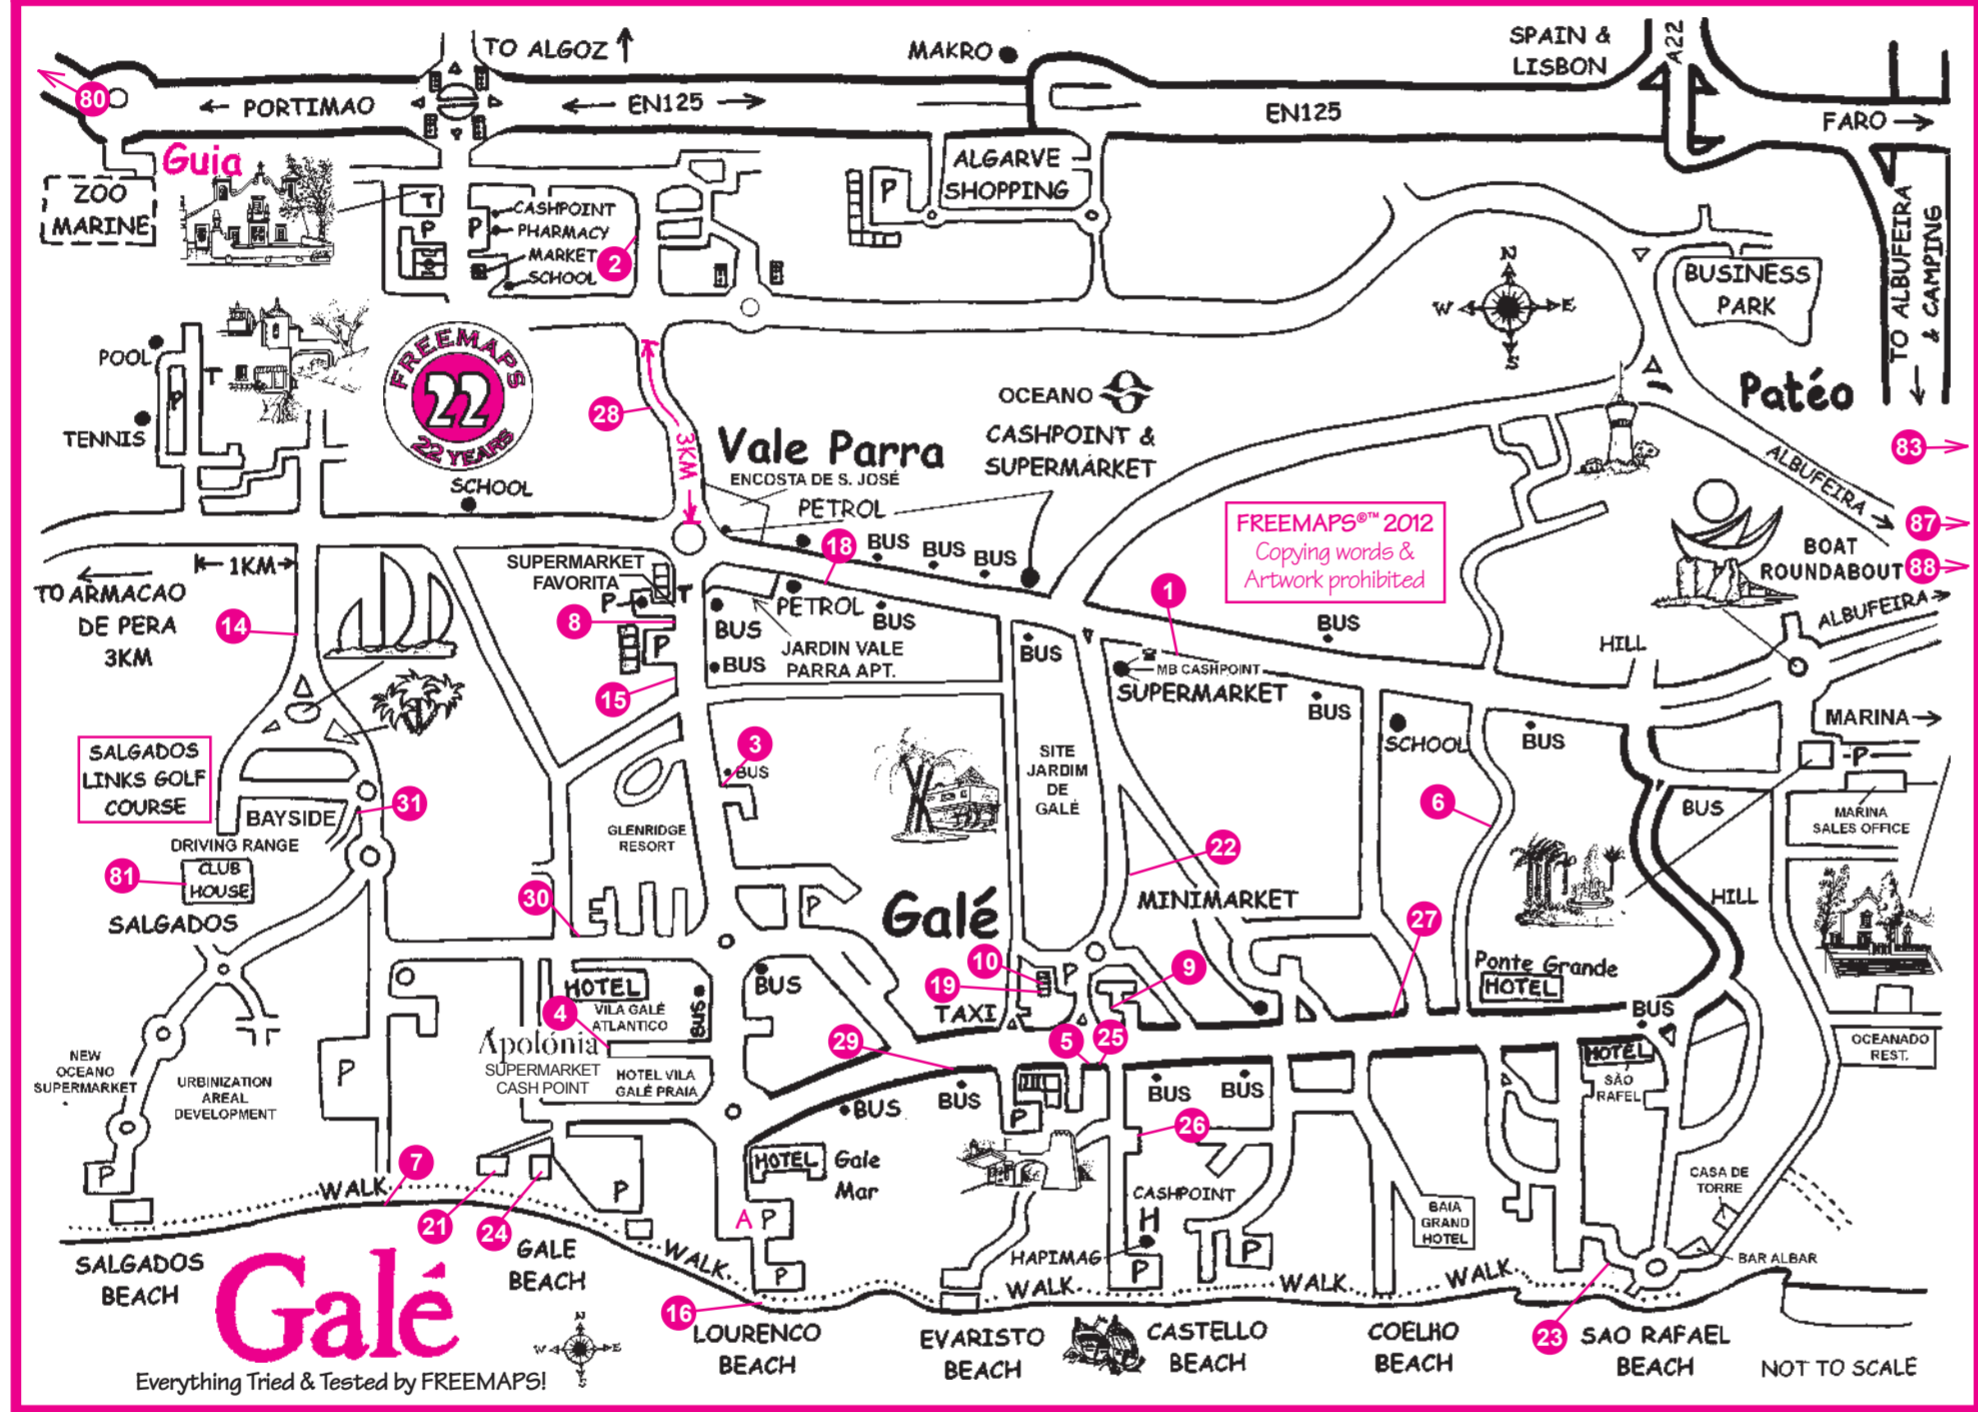 TO ALGOZ
MAKRO
SPAIN &
LISBON
A22
80
PORTIMAO
EN125
EN125
FARO
Guia
ZOO
MARINE
T
P
P
CASHPOINT
PHARMACY
MARKET
SCHOOL
2
P
ALGARVE
SHOPPING
TO ALBUFEIRA
& CAMPING
N
W
E
S
BUSINESS
PARK
POOL
T
P
TENNIS
FREEMAPS
22
22 YEARS
28
3KM
Patéo
OCEANO
CASHPOINT &
SUPERMARKET
Vale Parra
ENCOSTA DE S. JOSÉ
PETROL
SCHOOL
ALBUFEIRA
83
87
88
FREEMAPS®™ 2012
Copying words &
Artwork prohibited
BOAT
ROUNDABOUT
ALBUFEIRA
18
BUS
BUS
BUS
1KM
TO ARMACAO
DE PERA
3KM
14
SUPERMARKET
FAVORITA
P
T
8
P
15
BUS
BUS
PETROL
BUS
JARDIN VALE
PARRA APT.
1
BUS
BUS
MB CASHPOINT
SUPERMARKET
BUS
HILL
SCHOOL
BUS
MARINA
P
SALGADOS
LINKS GOLF
COURSE
BAYSIDE
31
DRIVING RANGE
81
CLUB
HOUSE
SALGADOS
3
BUS
GLENRIDGE
RESORT
SITE
JARDIM
DE
GALÉ
6
BUS
MARINA
SALES OFFICE
22
MINIMARKET
27
HILL
30
P
Galé
10
19
P
9
TAXI
Ponte Grande
HOTEL
BUS
HOTEL
VILA GALÉ
ATLANTICO
BUS
BUS
4
Apolónia
SUPERMARKET
CASH POINT
HOTEL VILA
GALÉ PRAIA
29
5
25
OCEANADO
REST.
HOTEL
SÃO
RAFEL
NEW
OCEANO
SUPERMARKET
URBINIZATION
AREAL
DEVELOPMENT
P
BUS
BUS
BUS
BUS
P
26
HOTEL
Gale
Mar
P
7
WALK
21
24
P
A P
P
GALE
BEACH
WALK
CASHPOINT
H
HAPIMAG
P
P
WALK
WALK
WALK
BAIA
GRAND
HOTEL
CASA DE
TORRE
BAR ALBAR
SALGADOS
BEACH
Galé
Everything Tried & Tested by FREEMAPS!
N
W
E
S
16
LOURENCO
BEACH
EVARISTO
BEACH
CASTELLO
BEACH
COELHO
BEACH
23
SAO RAFAEL
BEACH
NOT TO SCALE